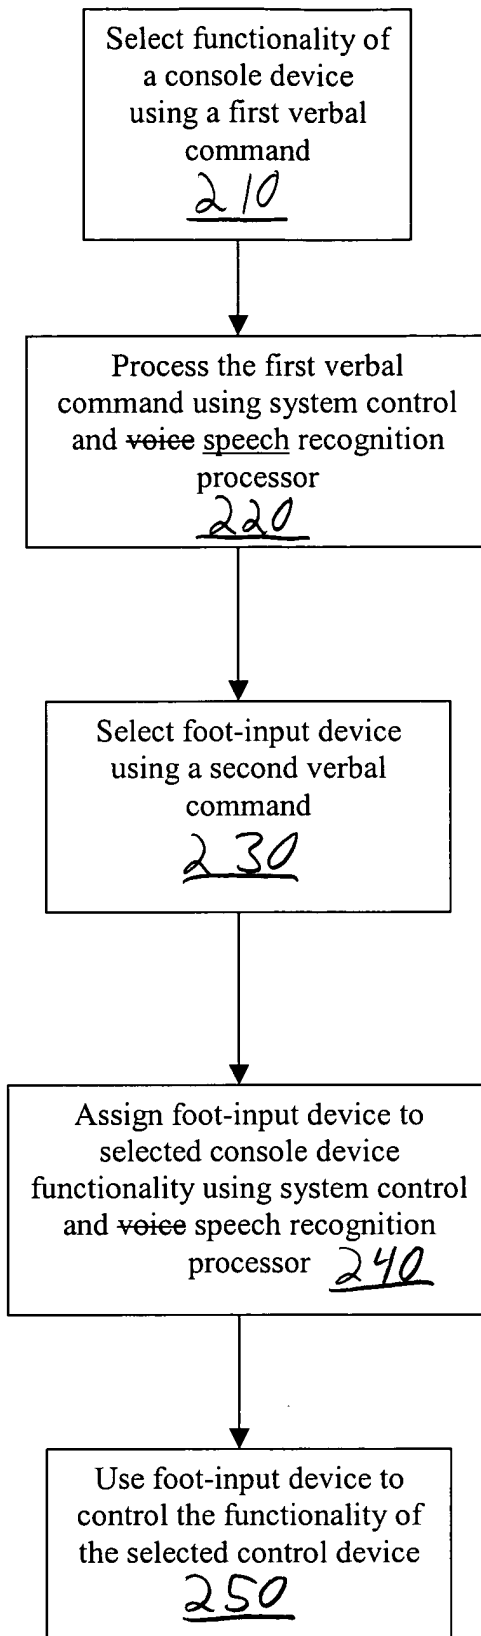 Select functionality of
a console device
using a first verbal
command
210
Process the first verbal
command using system control
and ~~voice~~ speech recognition
processor
220
Select foot-input device
using a second verbal
command
230
Assign foot-input device to
selected console device
functionality using system control
and ~~voice~~ speech recognition
processor 240
Use foot-input device to
control the functionality of
the selected control device
250